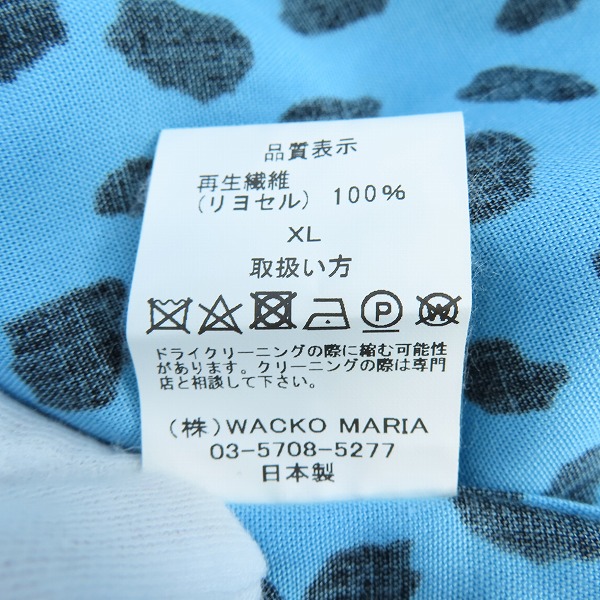 品質表示
再生繊維
(リヨセル) 100%
XL
取扱い方
P W
ドライクリーニングの際に縮む可能性
があります。クリーニングの際は専門
店と相談して下さい。
(株)WACKO MARIA
03-5708-5277
日本製